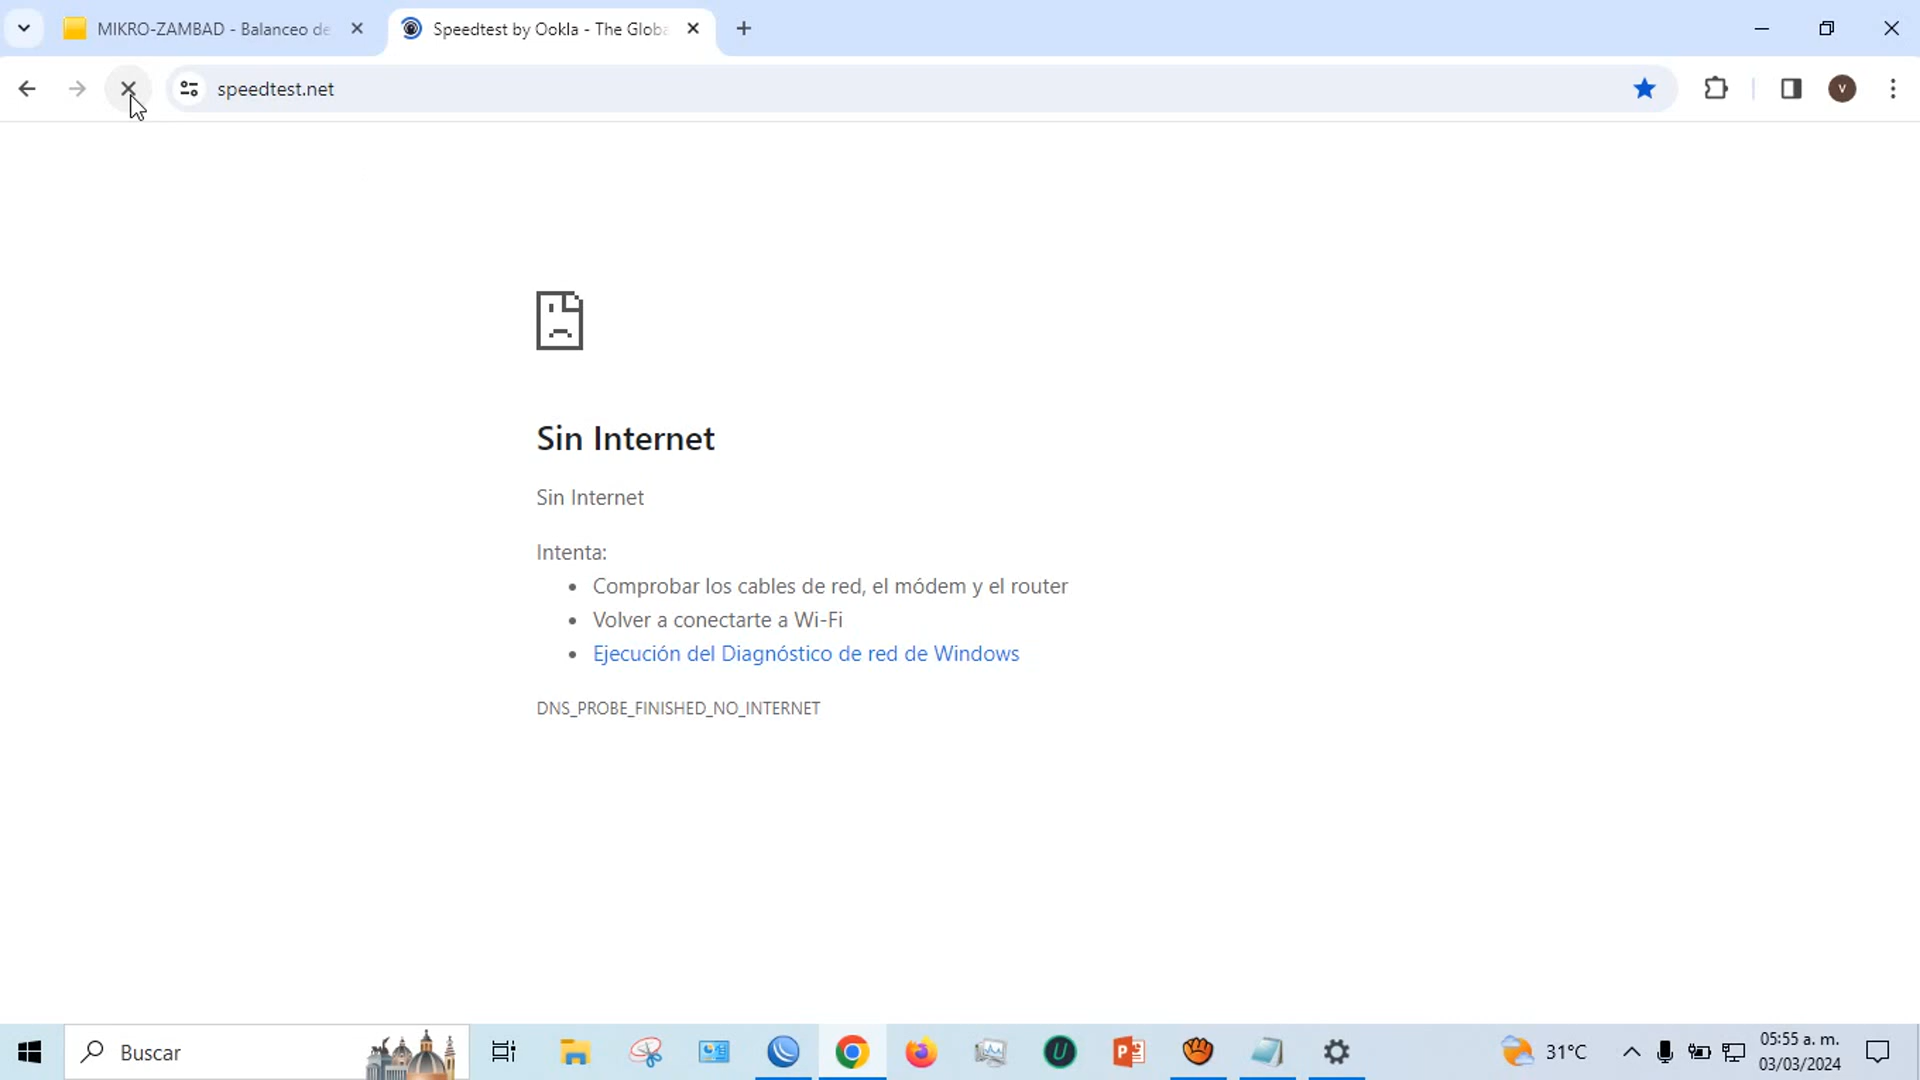 MIKRO-ZAMBAD - Balanceo de
Speedtest by Ookla - The Globa
speedtest.net
V
Sin Internet
Sin Internet
Intenta:
• Comprobar los cables de red, el módem y el router
• Volver a conectarte a Wi-Fi
• Ejecución del Diagnóstico de red de Windows
DNS_PROBE_FINISHED_NO_INTERNET
Buscar
31°C
05:55 a. m.
03/03/2024